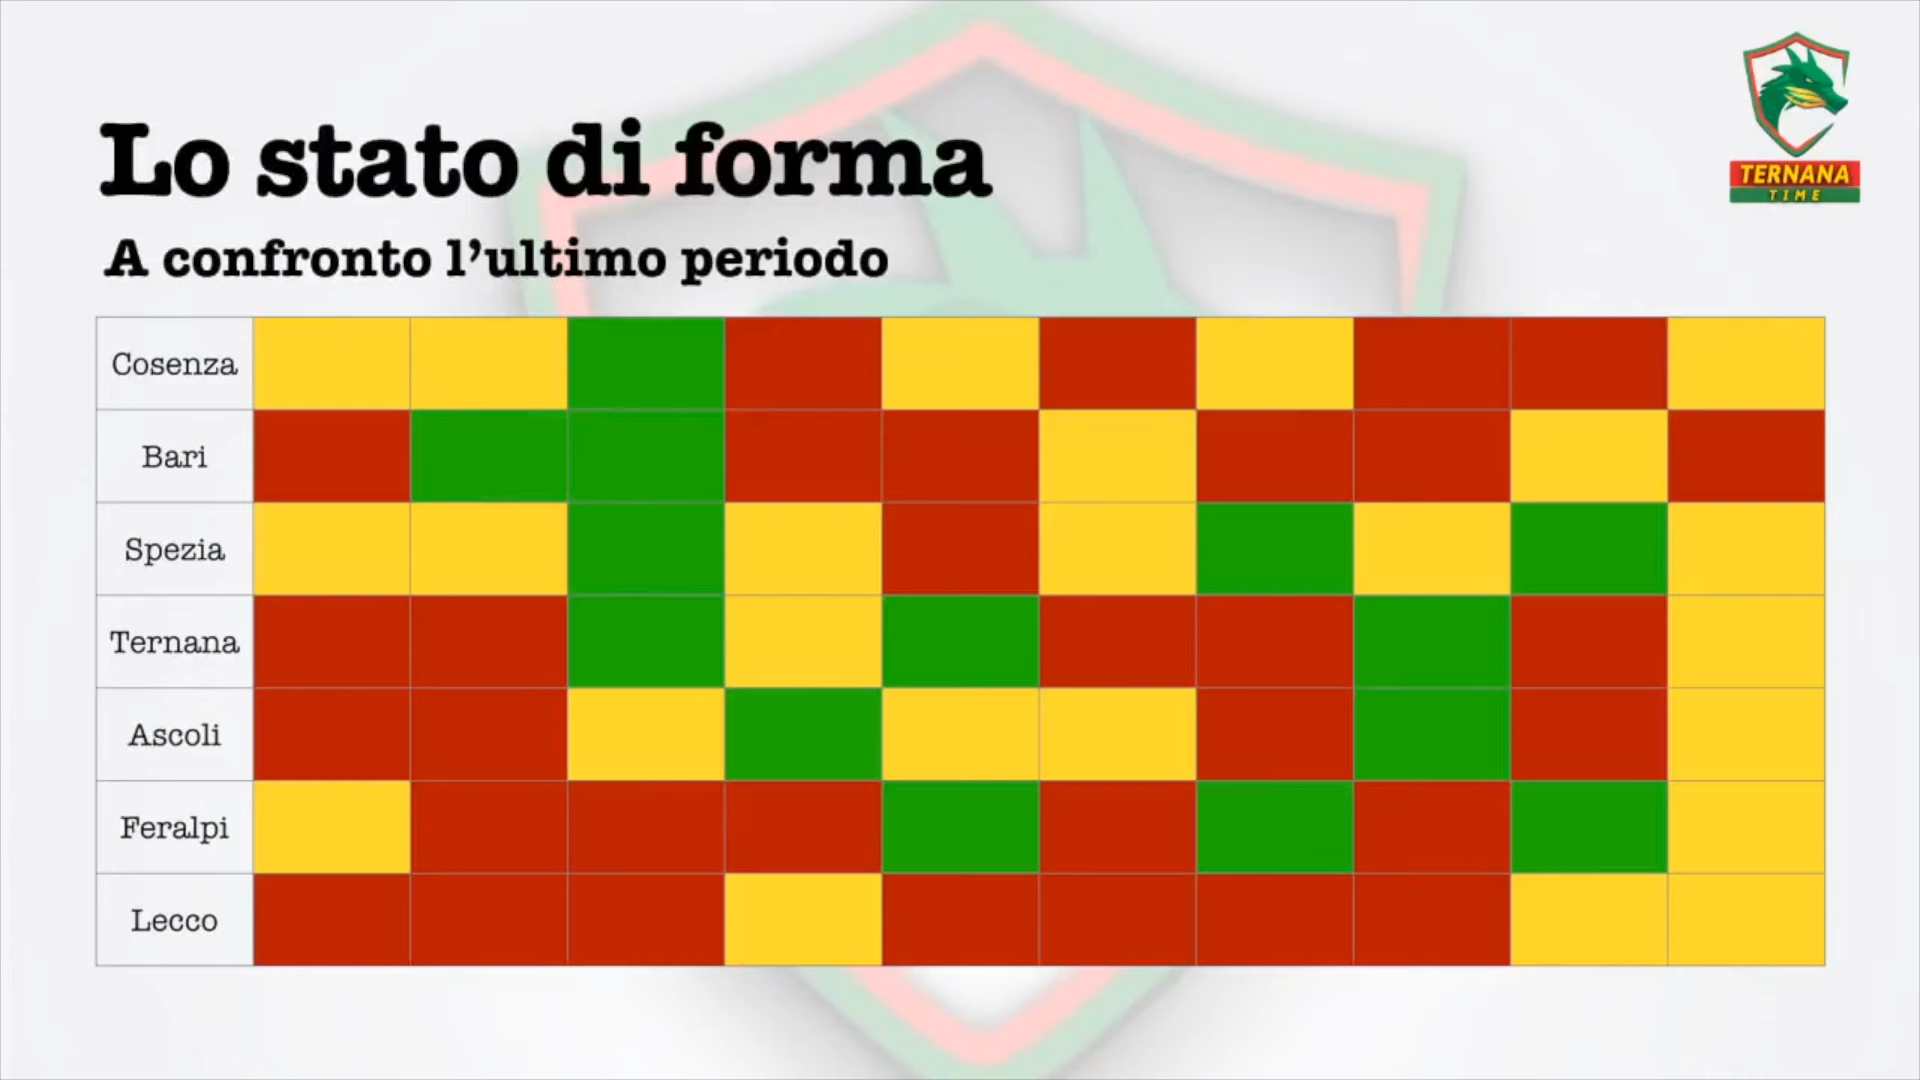 Lo stato di forma
A confronto l'ultimo periodo
TERNANA
TIME
Cosenza
Bari
Spezia
Ternana
Ascoli
Feralpi
Lecco